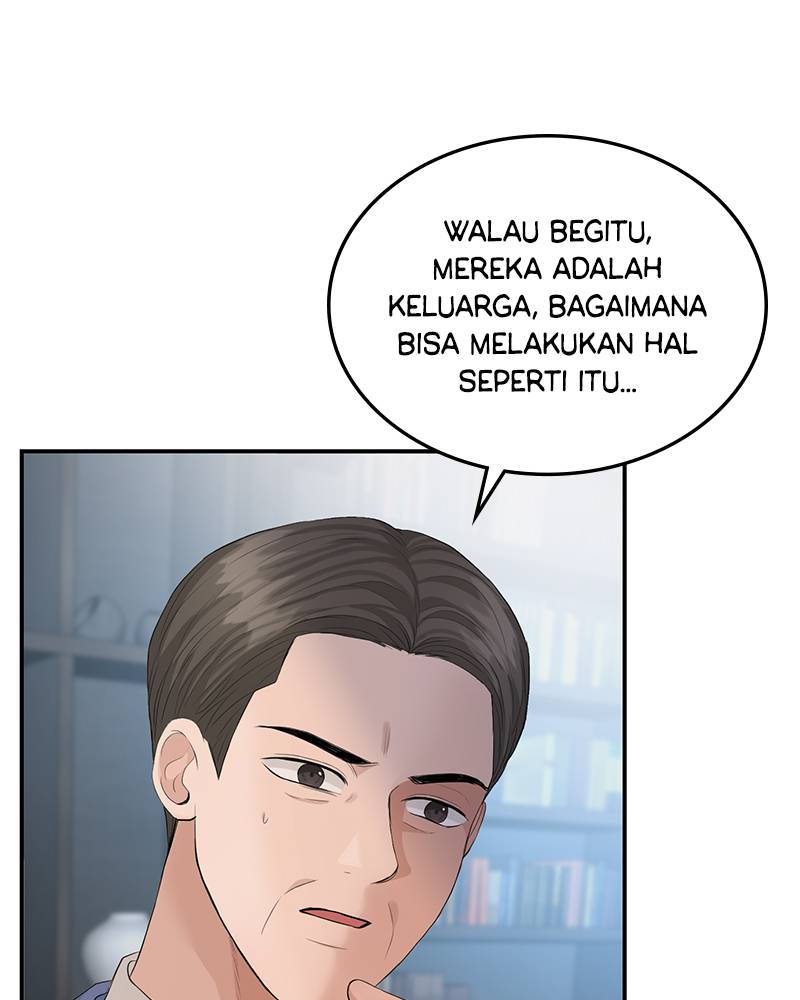 WALAU BEGITU,
MEREKA ADALAH
KELUARGA, BAGAIMANA
BISA MELAKUKAN HAL
SEPERTI ITU...